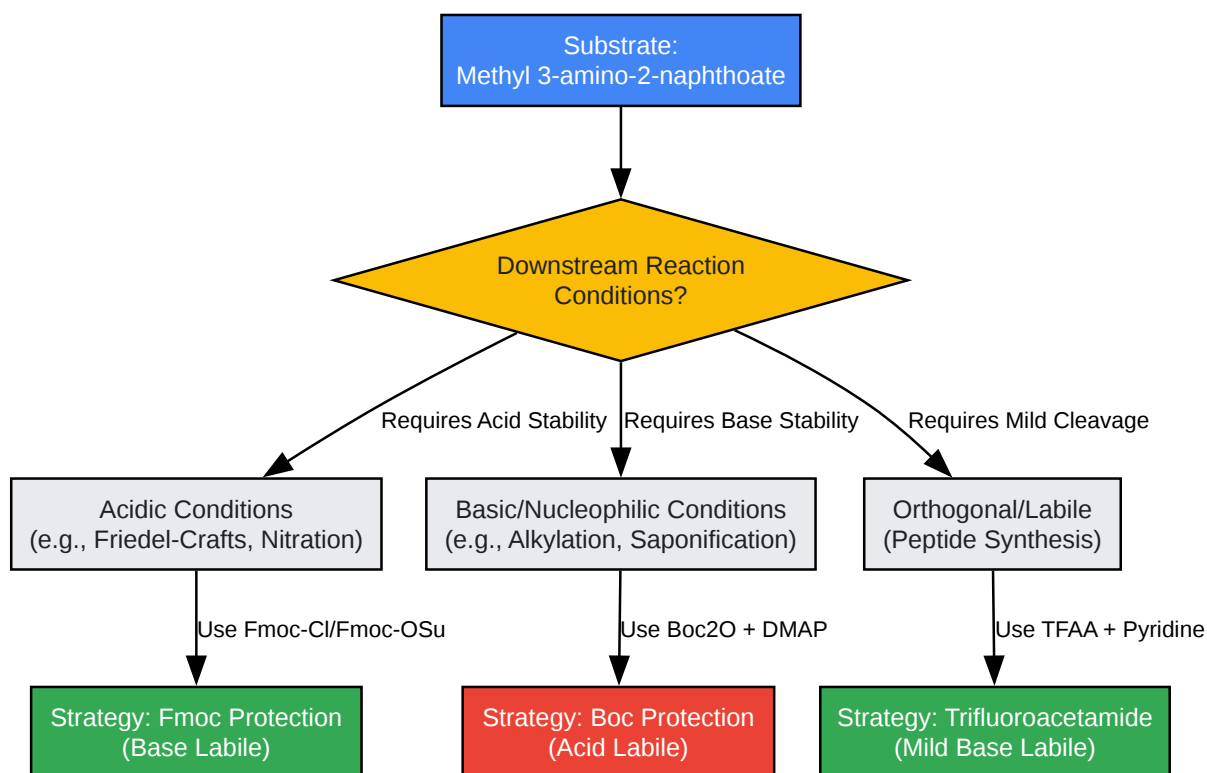 Substrate:
Methyl 3-amino-2-naphthoate
Downstream Reaction
Conditions?
Requires Acid Stability
Requires Base Stability
Requires Mild Cleavage
Acidic Conditions
(e.g., Friedel-Crafts, Nitration)
Basic/Nucleophilic Conditions
(e.g., Alkylation, Saponification)
Orthogonal/Labile
(Peptide Synthesis)
Use Fmoc-Cl/Fmoc-OSu
Use Boc2O + DMAP
Use TFAA + Pyridine
Strategy: Fmoc Protection
(Base Labile)
Strategy: Boc Protection
(Acid Labile)
Strategy: Trifluoroacetamide
(Mild Base Labile)